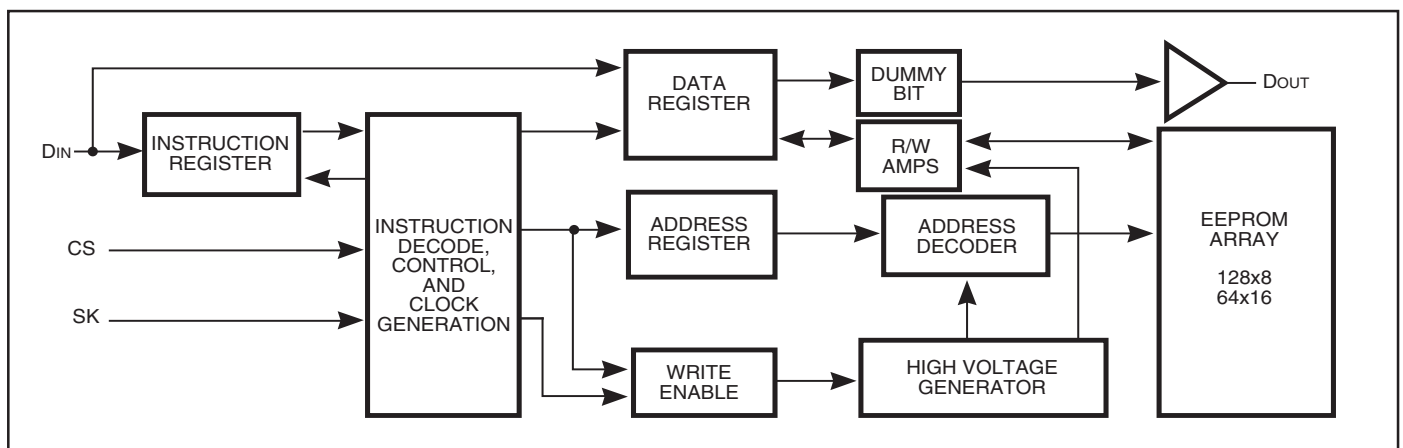 DIN
INSTRUCTION
REGISTER
CS
SK
INSTRUCTION
DECODE,
CONTROL,
AND
CLOCK
GENERATION
DATA
REGISTER
ADDRESS
REGISTER
WRITE
ENABLE
DUMMY
BIT
R/W
AMPS
ADDRESS
DECODER
HIGH VOLTAGE
GENERATOR
DOUT
EEPROM
ARRAY
128x8
64x16